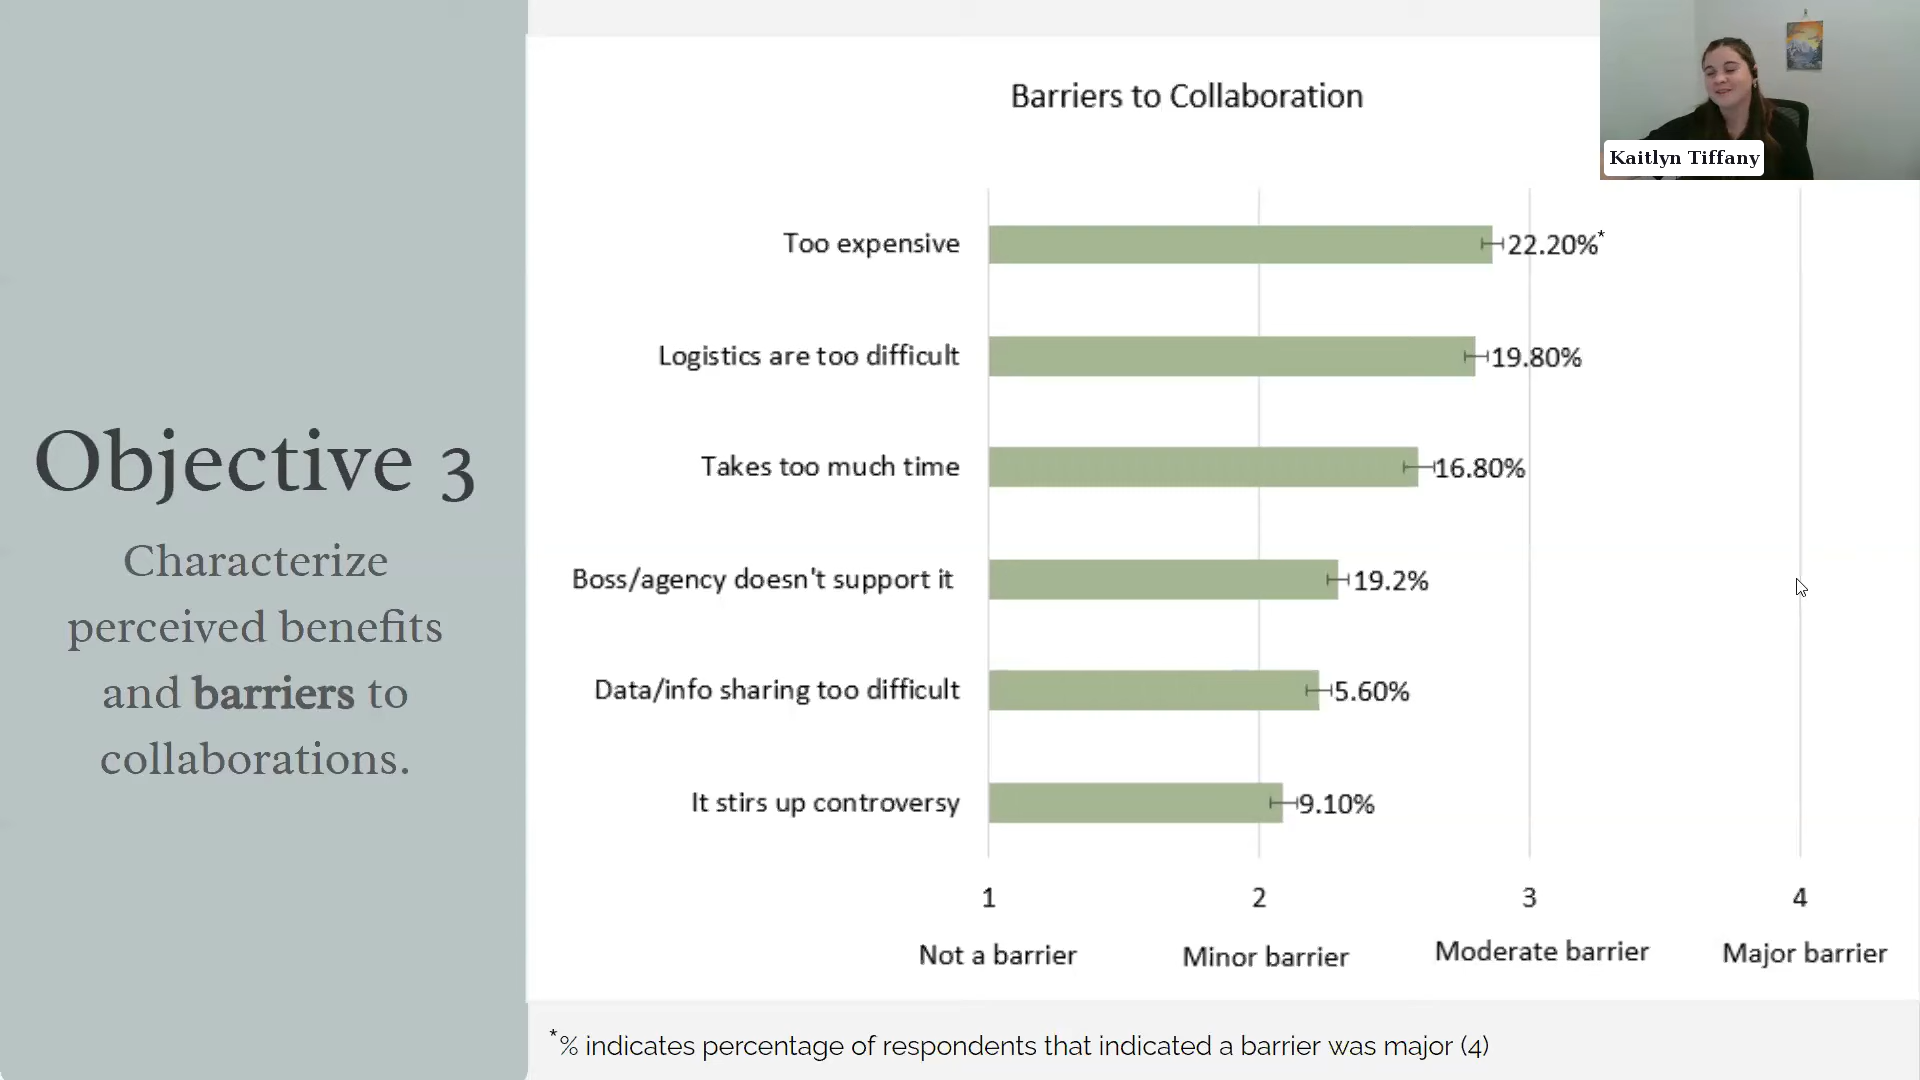 Objective 3
Characterize
perceived benefits
and barriers to
collaborations.
Barriers to Collaboration
Kaitlyn Tiffany
Too expensive 22.20%*
Logistics are too difficult 19.80%
Takes too much time 16.80%
Boss/agency doesn't support it 19.2%
Data/info sharing too difficult 5.60%
It stirs up controversy 9.10%
1 2 3 4
Not a barrier Minor barrier Moderate barrier Major barrier
*% indicates percentage of respondents that indicated a barrier was major (4)